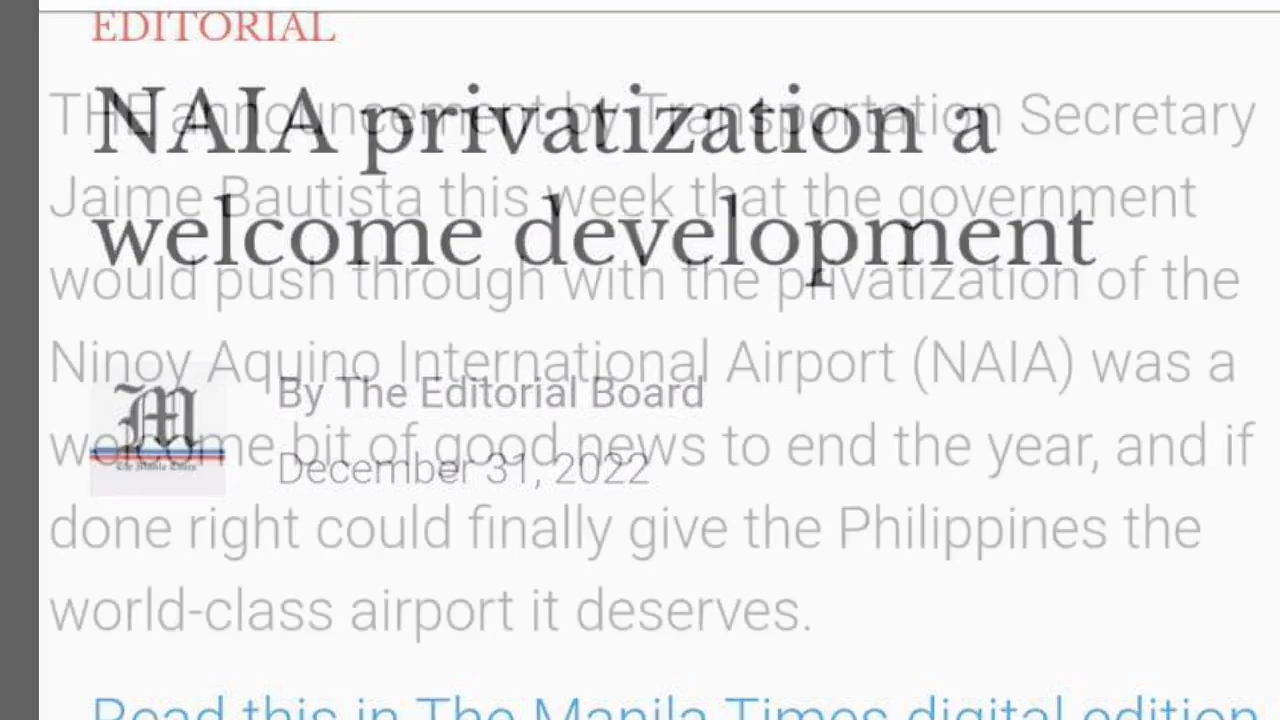 EDITORIAL
NAIA privatization a
welcome development
By The Editorial Board
December 31, 2022
The Manila Times
THE announcement by Transportation Secretary
Jaime Bautista this week that the government
would push through with the privatization of the
Ninoy Aquino International Airport (NAIA) was a
welcome bit of good news to end the year, and if
done right could finally give the Philippines the
world-class airport it deserves.
Read this in The Manila Times digital edition